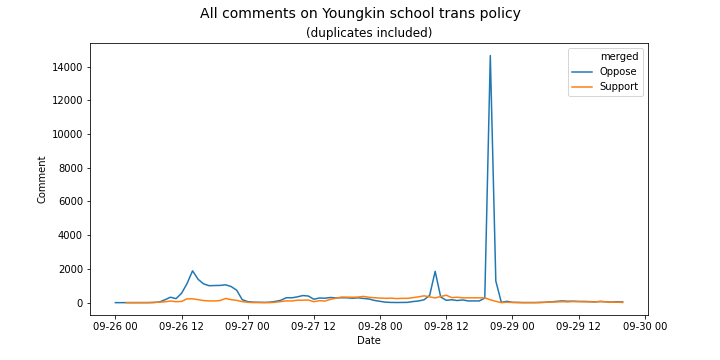 All comments on Youngkin school trans policy
(duplicates included)
merged
Oppose
Support
14000
12000
10000
8000
6000
4000
2000
0
Comment
09-26 00
09-26 12
09-27 00
09-27 12
09-28 00
09-28 12
09-29 00
09-29 12
09-30 00
Date